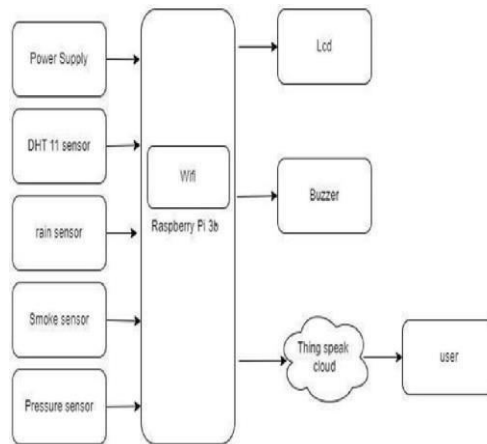 Power Supply
DHT 11 sensor
rain sensor
Smoke sensor
Pressure sensor
Wifi
Raspberry Pi 3b
Lcd
Buzzer
Thing speak
cloud
user